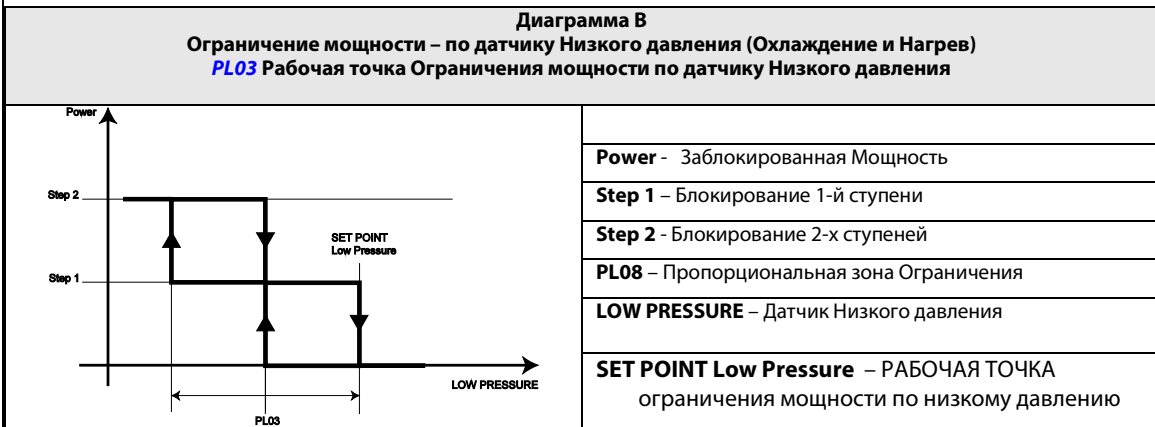 Диаграмма B
Ограничение мощности – по датчику Низкого давления (Охлаждение и Нагрев)
PL03 Рабочая точка Ограничения мощности по датчику Низкого давления
Power
Step 2
SET POINT
Low Pressure
Step 1
LOW PRESSURE
PL03
Power - Заблокированная Мощность
Step 1 – Блокирование 1-й ступени
Step 2 - Блокирование 2-х ступеней
PL08 – Пропорциональная зона Ограничения
LOW PRESSURE – Датчик Низкого давления
SET POINT Low Pressure – РАБОЧАЯ ТОЧКА
ограничения мощности по низкому давлению